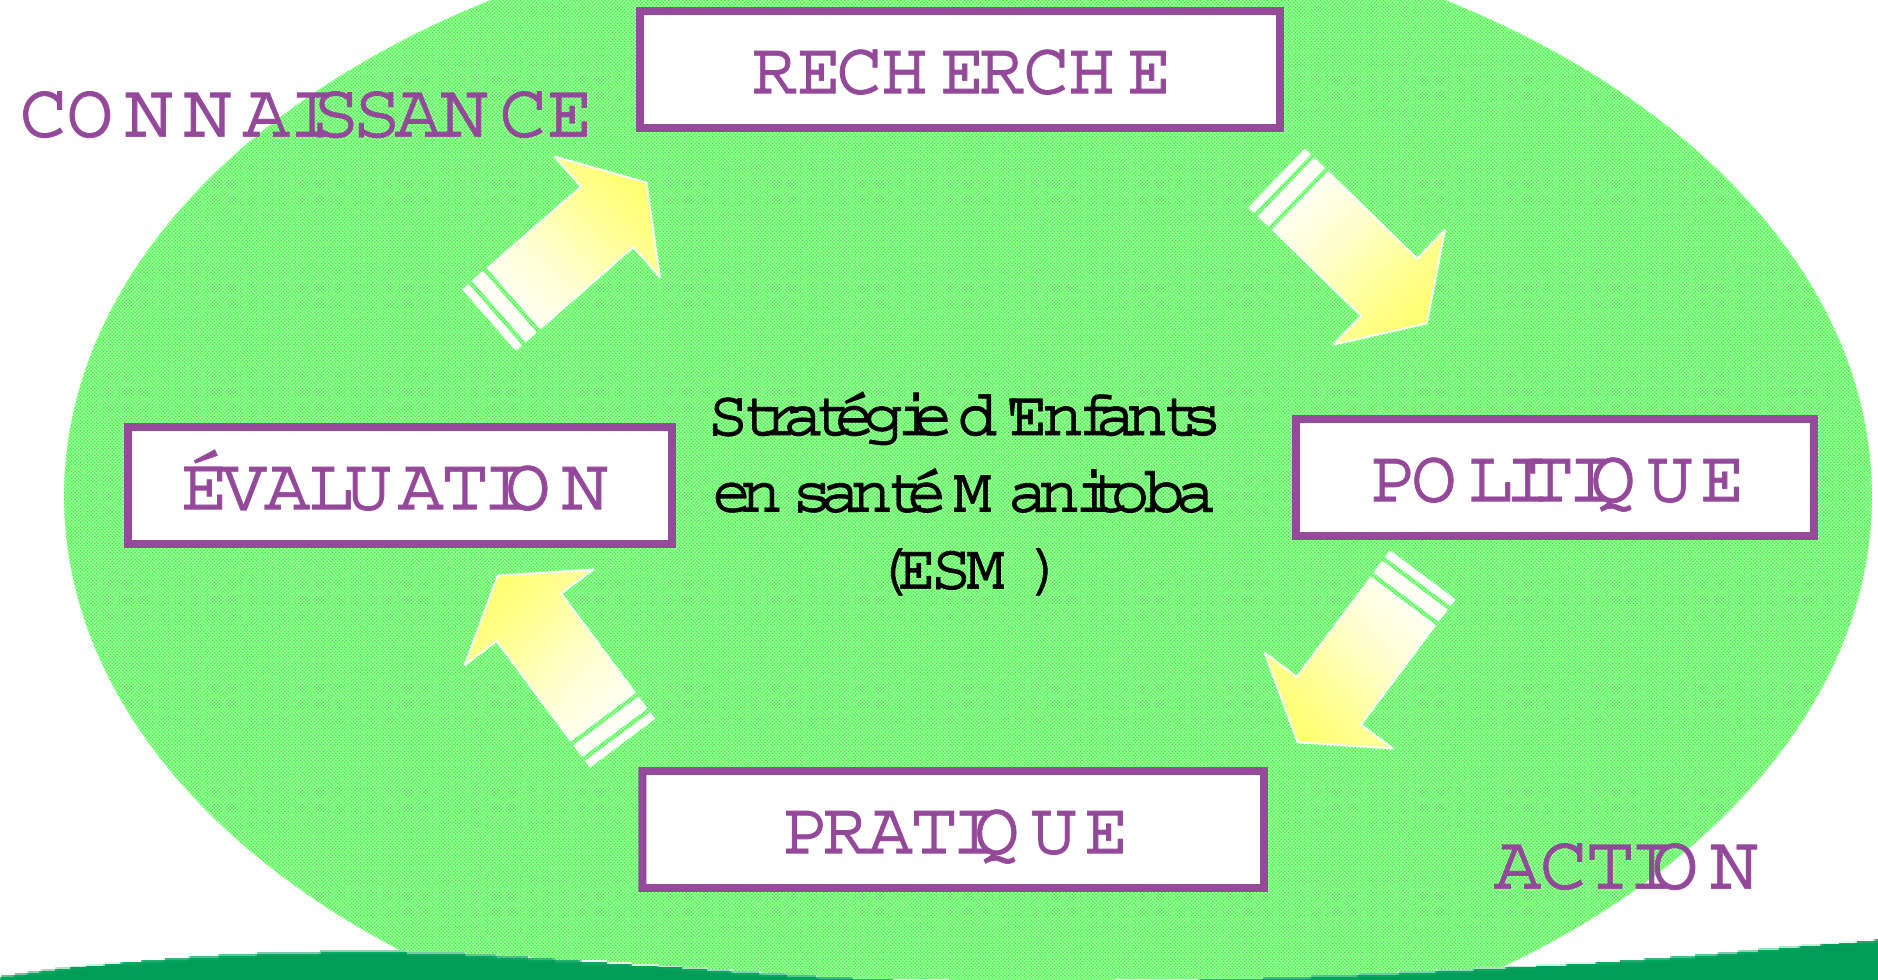 RECHERCHE
CONNAISSANCE
Stratégie d'Enfants
en santé Manitoba
(ESM)
ÉVALUATION
POLITIQUE
PRATIQUE
ACTION